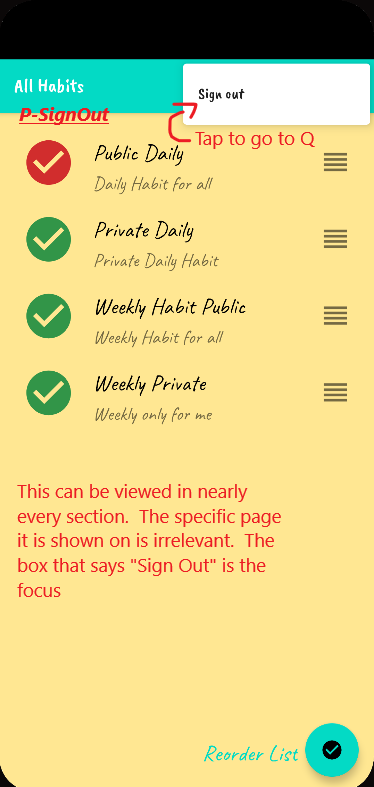 All Habits
Sign out
P-SignOut
Tap to go to Q
Public Daily
Daily Habit for all
Private Daily
Private Daily Habit
Weekly Habit Public
Weekly Habit for all
Weekly Private
Weekly only for me
This can be viewed in nearly
every section. The specific page
it is shown on is irrelevant. The
box that says "Sign Out" is the
focus
Reorder List